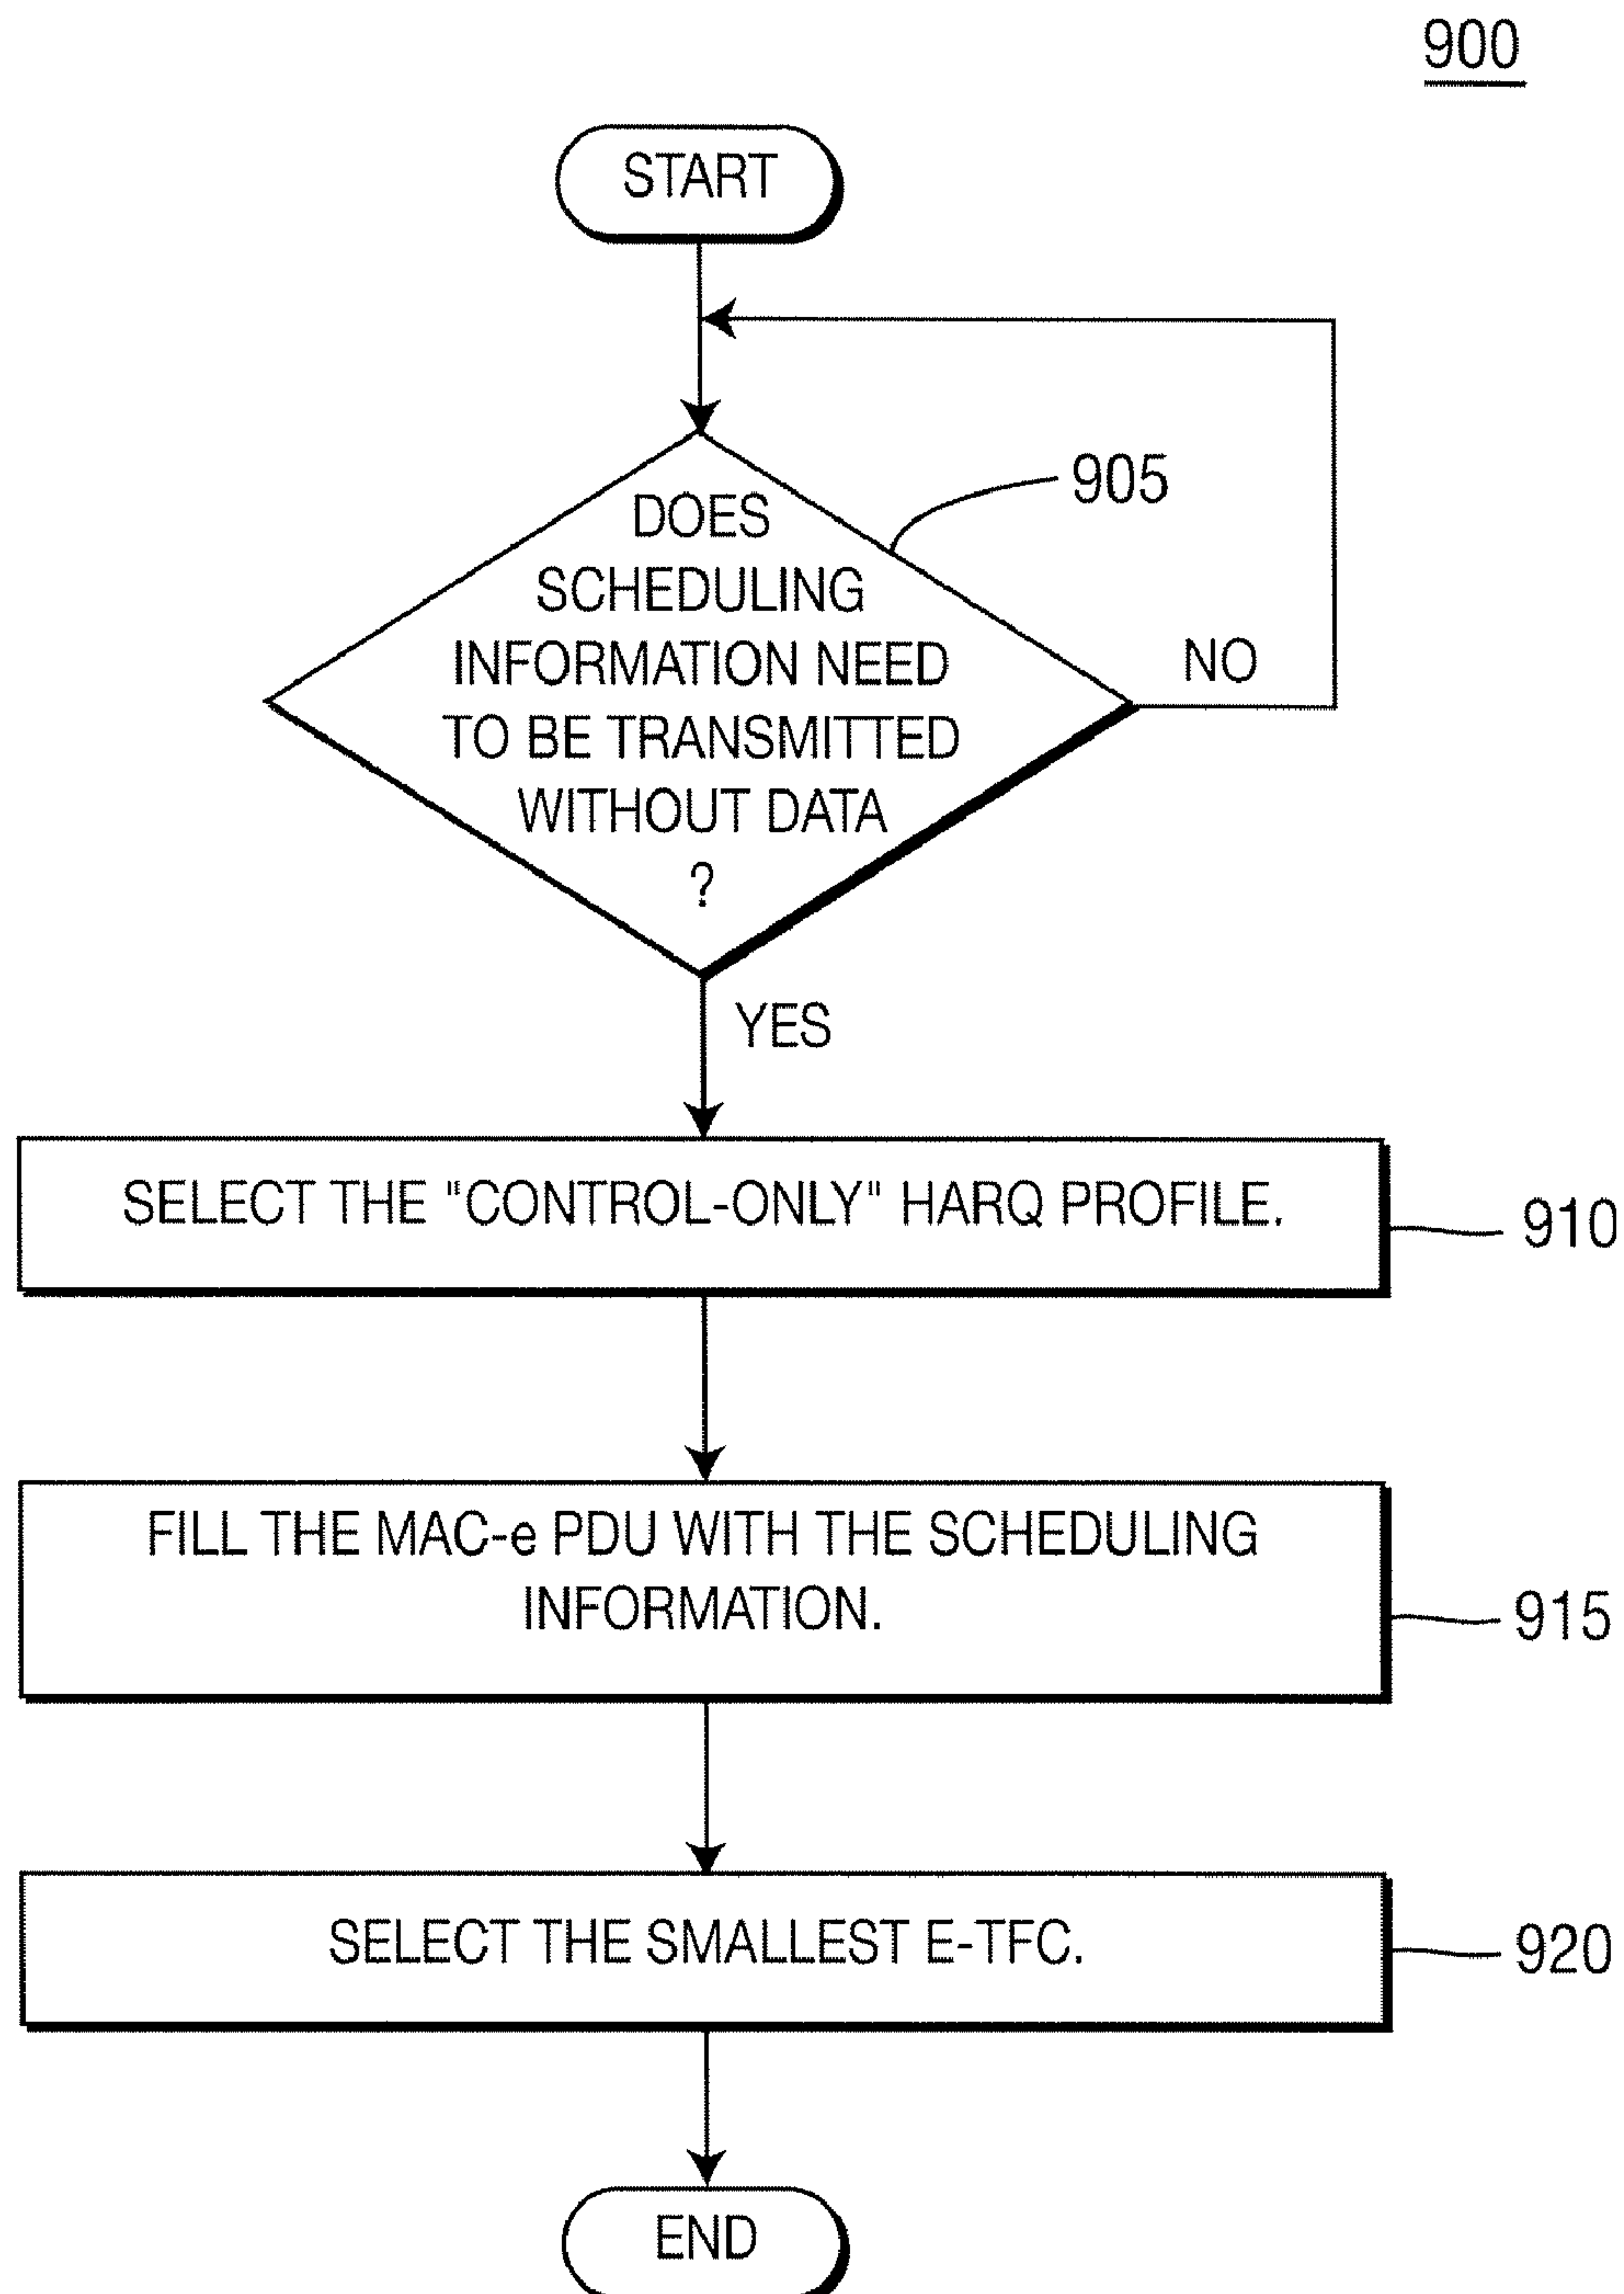 900
START
DOES
SCHEDULING
INFORMATION NEED
TO BE TRANSMITTED
WITHOUT DATA
?
905
NO
YES
SELECT THE "CONTROL-ONLY" HARQ PROFILE.
910
FILL THE MAC-e PDU WITH THE SCHEDULING
INFORMATION.
915
SELECT THE SMALLEST E-TFC.
920
END